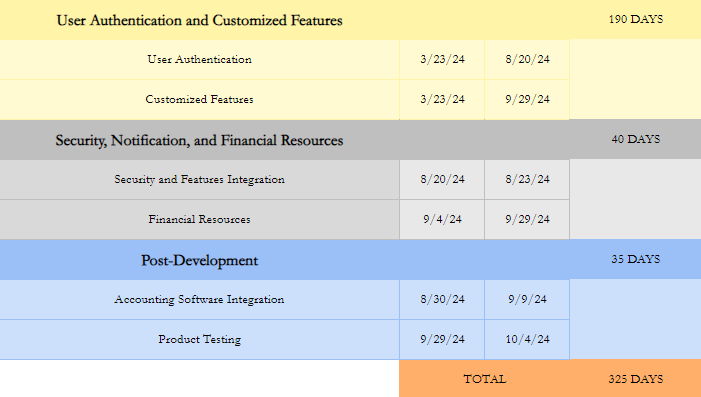 User Authentication and Customized Features 190 DAYS
User Authentication 3/23/24 8/20/24
Customized Features 3/23/24 9/29/24
Security, Notification, and Financial Resources 40 DAYS
Security and Features Integration 8/20/24 8/23/24
Financial Resources 9/4/24 9/29/24
Post-Development 35 DAYS
Accounting Software Integration 8/30/24 9/9/24
Product Testing 9/29/24 10/4/24
TOTAL 325 DAYS